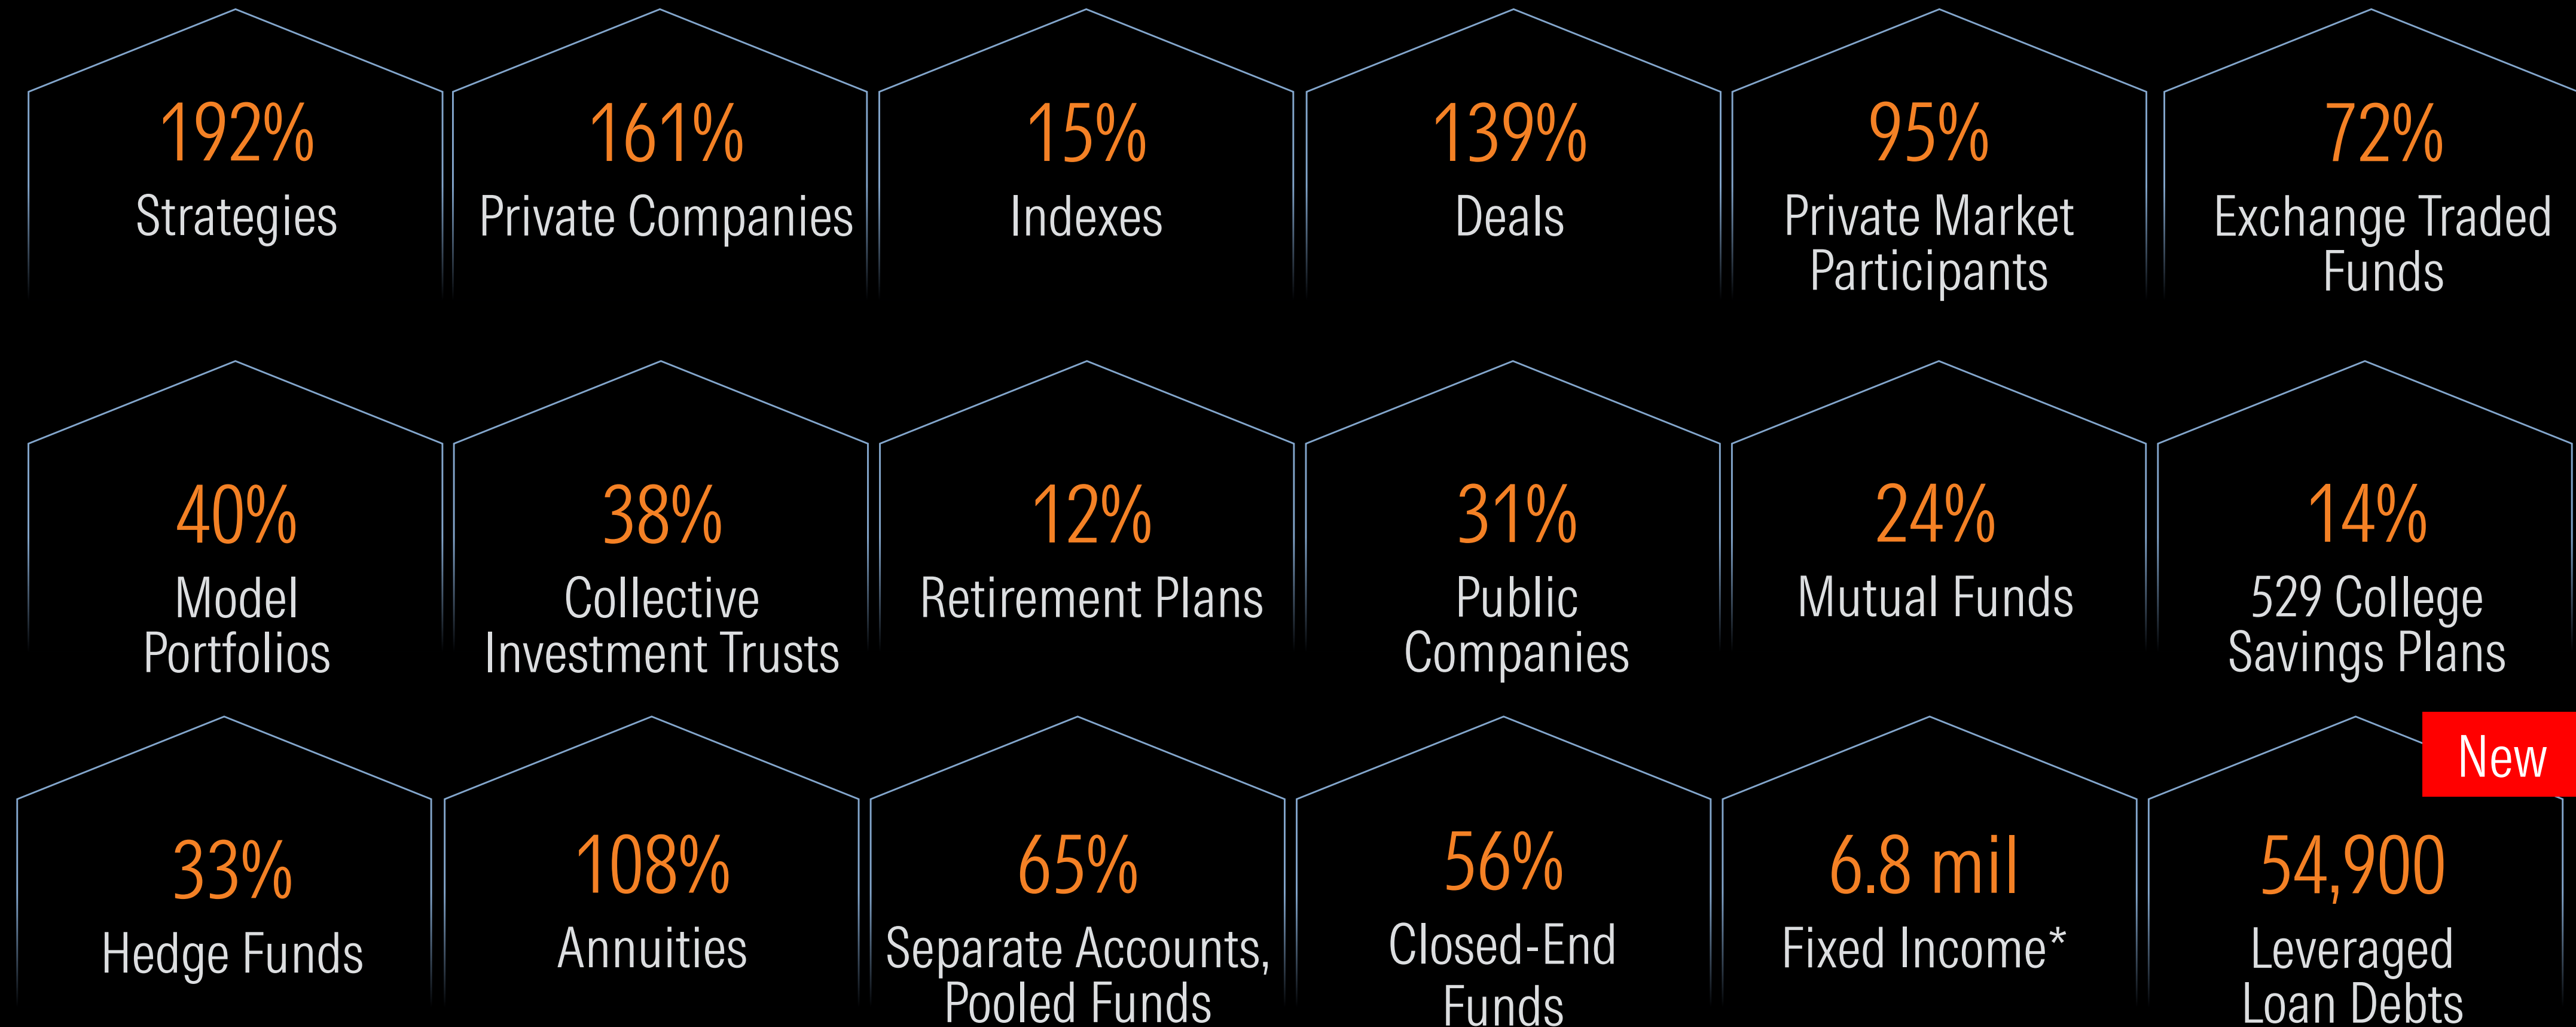 192%
Strategies
161%
Private Companies
15%
Indexes
139%
Deals
95%
Private Market
Participants
72%
Exchange Traded
Funds
40%
Model
Portfolios
38%
Collective
Investment Trusts
12%
Retirement Plans
31%
Public
Companies
24%
Mutual Funds
14%
529 College
Savings Plans
33%
Hedge Funds
108%
Annuities
65%
Separate Accounts,
Pooled Funds
56%
Closed-End
Funds
6.8 mil
Fixed Income*
New
54,900
Leveraged
Loan Debts